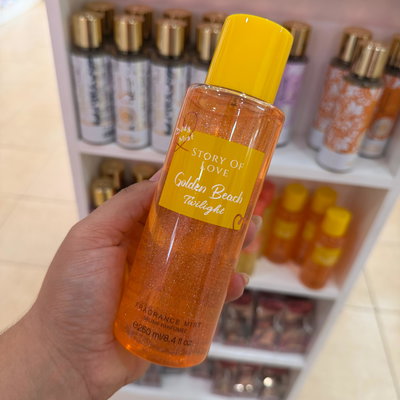 STORY OF
LOVE
Golden Beach
Twilight
FRAGRANCE MIST
℮250 ml/8.4 fl oz